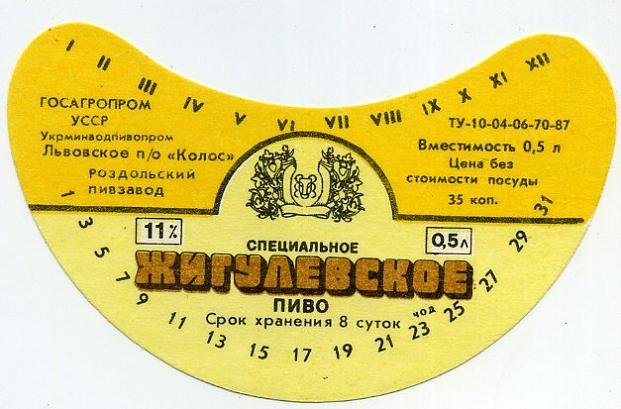 I II III IV V VI VII VIII IX X XI XII
ГОСАГРОПРОМ
УССР
Укрминводпивопром
Львовское п/о «Колос»
Роздольский
пивзавод
ТУ-10-04-06-70-87
Вместимость 0,5 л
Цена без
стоимости посуды
35 коп.
11%
0,5л
СПЕЦИАЛЬНОЕ
ЖИГУЛЕВСКОЕ
ПИВО
Срок хранения 8 суток
чод
1 3 5 7 9 11 13 15 17 19 21 23 25 27 29 31